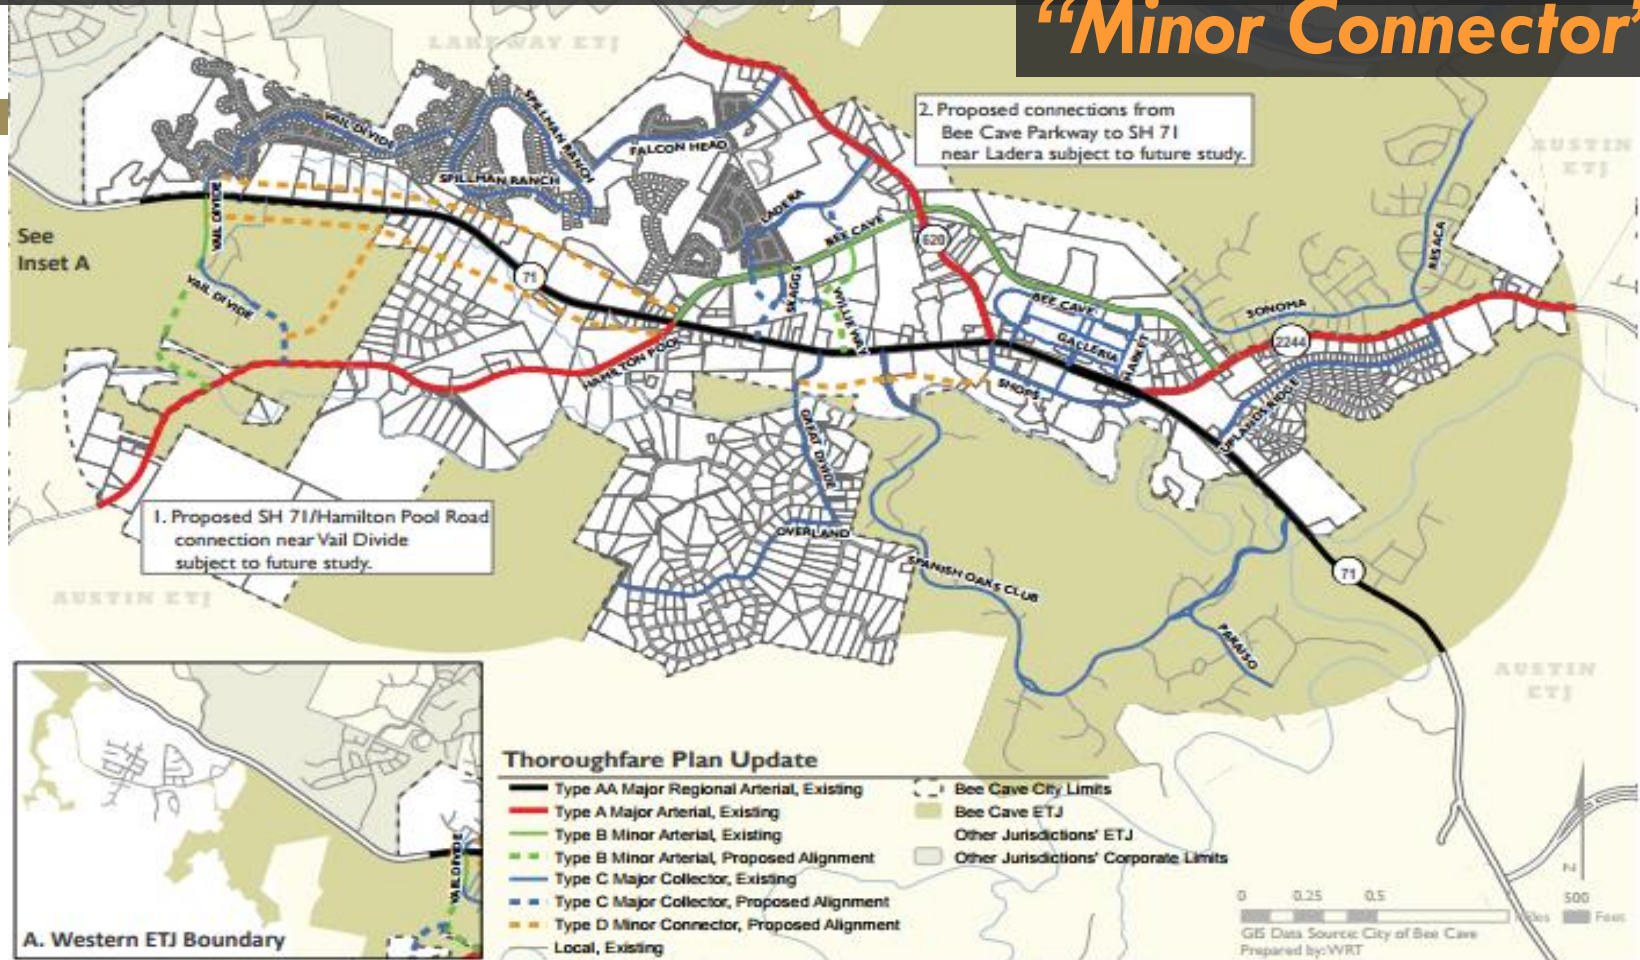 “Minor Connector”
LAKEWAY ETJ
2. Proposed connections from
Bee Cave Parkway to SH 71
near Ladera subject to future study.
AUSTIN
ETJ
VAIL DIVIDE
SPILLMAN RANCH
SPILLMAN RANCH
FALCON HEAD
LADERA
BEE CAVE
620
VAIL DIVIDE
See
Inset A
71
VAIL DIVIDE
SKAGGS
WILLIE WAY
RESACA
BEE CAVE
SONOMA
GALLERIA
MARKET
2244
HAMILTON POOL
SHOPS
UPLANDS RIDGE
GREAT DIVIDE
1. Proposed SH 71/Hamilton Pool Road
connection near Vail Divide
subject to future study.
OVERLAND
SPANISH OAKS CLUB
71
PARAISO
AUSTIN ETJ
AUSTIN
ETJ
VAIL DIVIDE
A. Western ETJ Boundary
Thoroughfare Plan Update
Type AA Major Regional Arterial, Existing
Type A Major Arterial, Existing
Type B Minor Arterial, Existing
Type B Minor Arterial, Proposed Alignment
Type C Major Collector, Existing
Type C Major Collector, Proposed Alignment
Type D Minor Connector, Proposed Alignment
Local, Existing
Bee Cave City Limits
Bee Cave ETJ
Other Jurisdictions' ETJ
Other Jurisdictions' Corporate Limits
N
0 0.25 0.5
Miles
500
Feet
GIS Data Source: City of Bee Cave
Prepared by: WRT